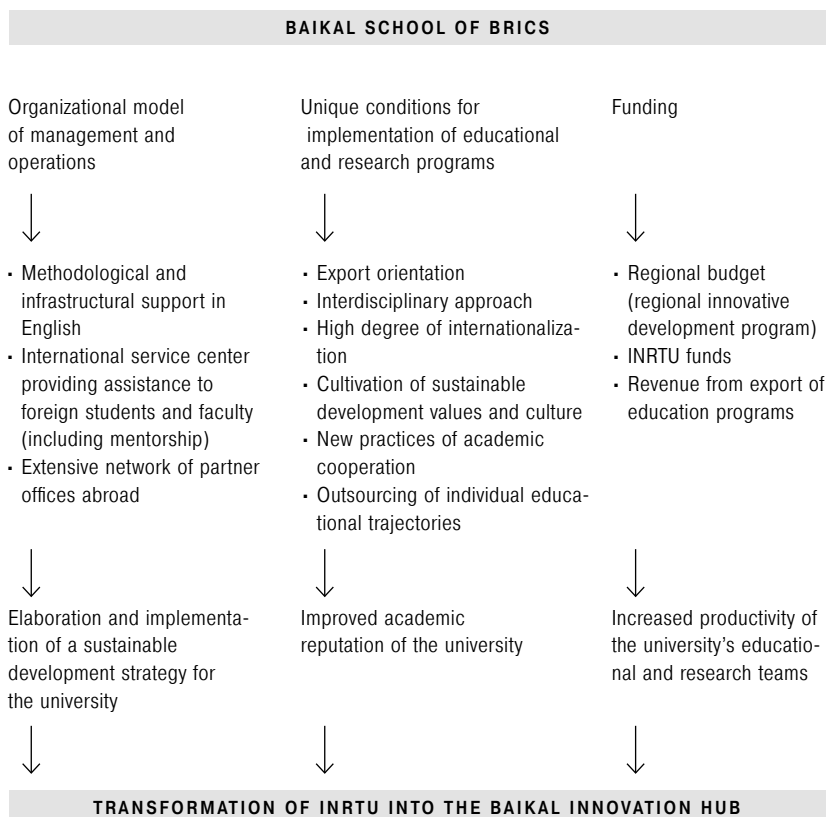 BAIKAL SCHOOL OF BRICS
Organizational model
of management and
operations
Unique conditions for
implementation of educational
and research programs
Funding
· Methodological and
infrastructural support in
English
· International service center
providing assistance to
foreign students and faculty
(including mentorship)
· Extensive network of partner
offices abroad
· Export orientation
· Interdisciplinary approach
· High degree of internationaliza-
tion
· Cultivation of sustainable
development values and culture
· New practices of academic
cooperation
· Outsourcing of individual educa-
tional trajectories
· Regional budget
(regional innovative
development program)
· INRTU funds
· Revenue from export of
education programs
Elaboration and implementa-
tion of a sustainable
development strategy for
the university
Improved academic
reputation of the university
Increased productivity of
the university’s educatio-
nal and research teams
TRANSFORMATION OF INRTU INTO THE BAIKAL INNOVATION HUB